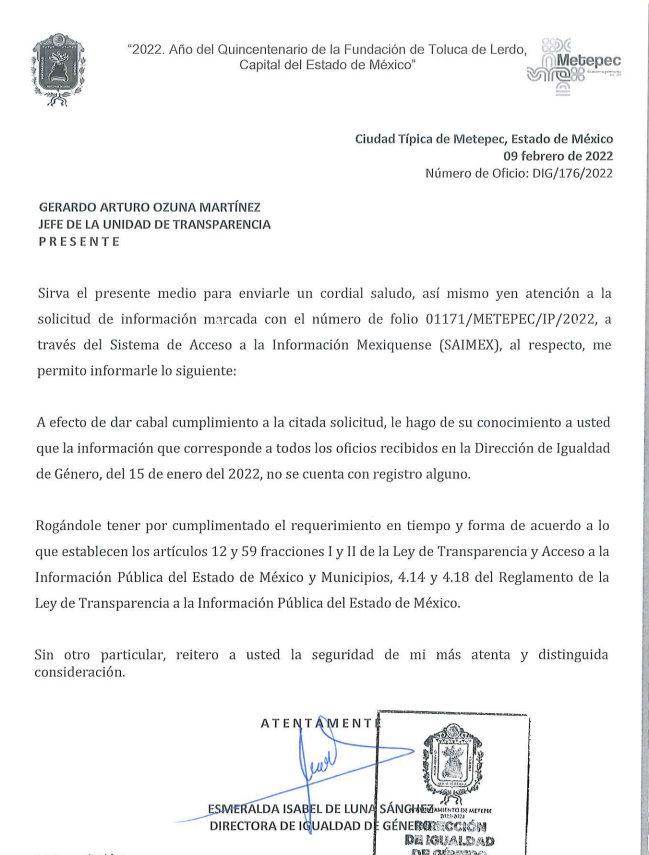 “2022. Año del Quincentenario de la Fundación de Toluca de Lerdo,
Capital del Estado de México”
Metepec
Ciudad Típica de Metepec, Estado de México
09 febrero de 2022
Número de Oficio: DIG/176/2022
GERARDO ARTURO OZUNA MARTÍNEZ
JEFE DE LA UNIDAD DE TRANSPARENCIA
P R E S E N T E
Sirva el presente medio para enviarle un cordial saludo, así mismo yen atención a la
solicitud de información marcada con el número de folio 01171/METEPEC/IP/2022, a
través del Sistema de Acceso a la Información Mexiquense (SAIMEX), al respecto, me
permito informarle lo siguiente:
A efecto de dar cabal cumplimiento a la citada solicitud, le hago de su conocimiento a usted
que la información que corresponde a todos los oficios recibidos en la Dirección de Igualdad
de Género, del 15 de enero del 2022, no se cuenta con registro alguno.
Rogándole tener por cumplimentado el requerimiento en tiempo y forma de acuerdo a lo
que establecen los artículos 12 y 59 fracciones I y II de la Ley de Transparencia y Acceso a la
Información Pública del Estado de México y Municipios, 4.14 y 4.18 del Reglamento de la
Ley de Transparencia a la Información Pública del Estado de México.
Sin otro particular, reitero a usted la seguridad de mi más atenta y distinguida
consideración.
A T E N T A M E N T E
ESMERALDA ISABEL DE LUNA SÁNCHEZ
DIRECTORA DE IGUALDAD DE GÉNERO
DE METEPEC
2022-2024
DIRECCIÓN
DE IGUALDAD
DE GÉNERO